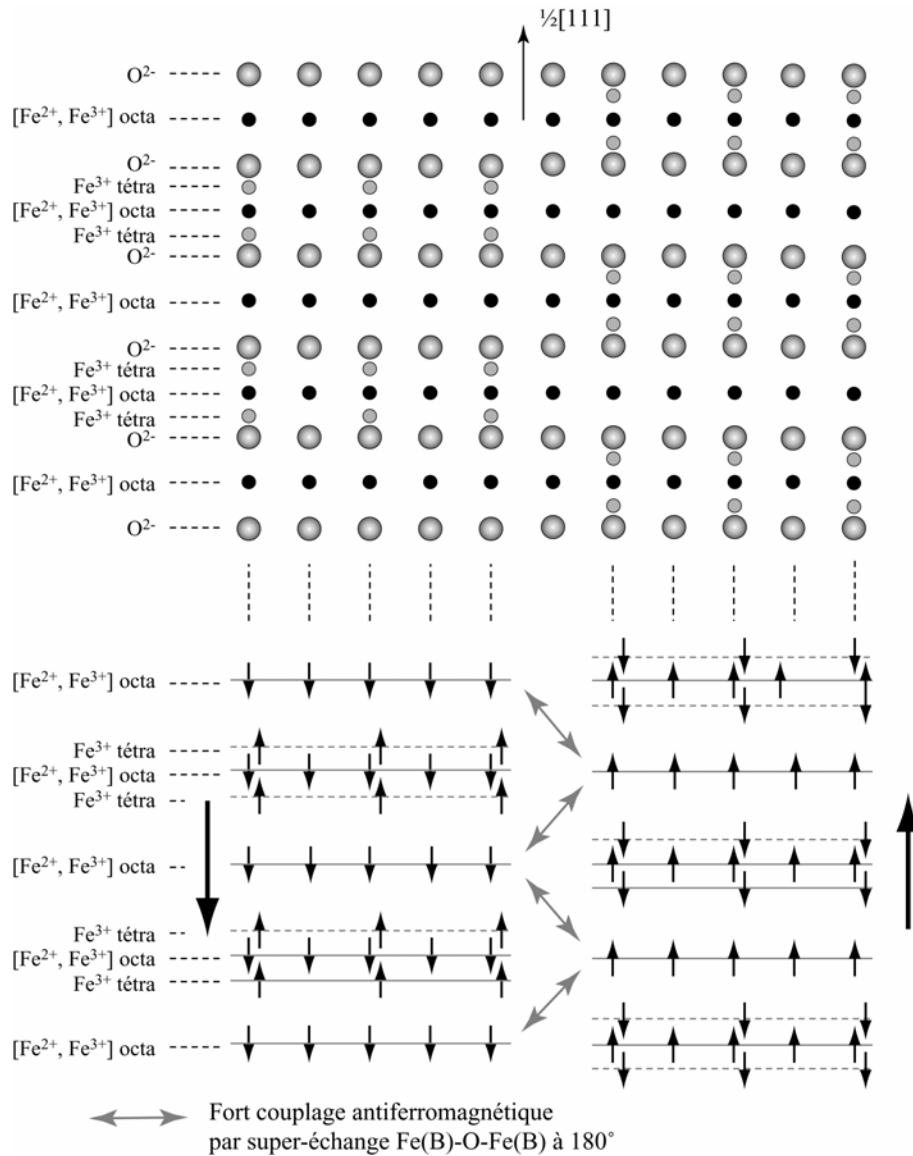 ½[111]
O²⁻
[Fe²⁺, Fe³⁺] octa
O²⁻
Fe³⁺ tétra
[Fe²⁺, Fe³⁺] octa
Fe³⁺ tétra
O²⁻
[Fe²⁺, Fe³⁺] octa
O²⁻
Fe³⁺ tétra
[Fe²⁺, Fe³⁺] octa
Fe³⁺ tétra
O²⁻
[Fe²⁺, Fe³⁺] octa
O²⁻
[Fe²⁺, Fe³⁺] octa
Fe³⁺ tétra
[Fe²⁺, Fe³⁺] octa
Fe³⁺ tétra
[Fe²⁺, Fe³⁺] octa
Fe³⁺ tétra
[Fe²⁺, Fe³⁺] octa
Fe³⁺ tétra
[Fe²⁺, Fe³⁺] octa
Fort couplage antiferromagnétique
par super-échange Fe(B)-O-Fe(B) à 180°